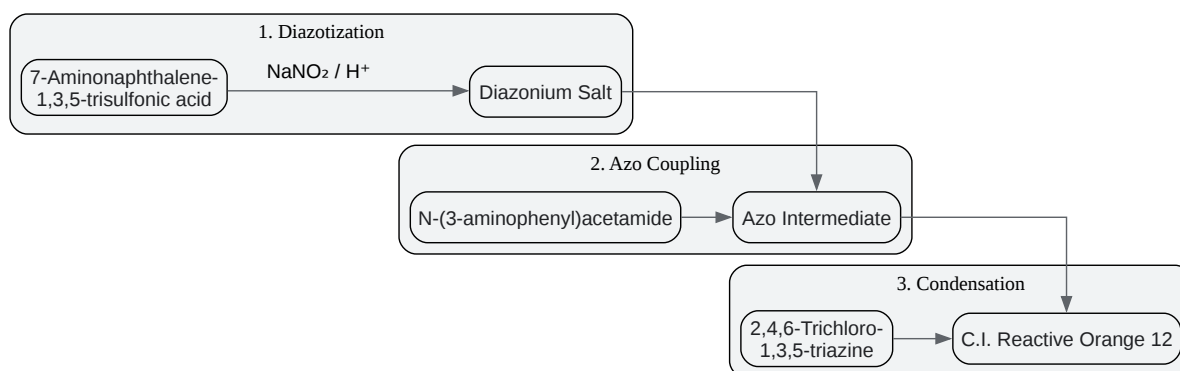 1. Diazotization
7-Aminonaphthalene-
1,3,5-trisulfonic acid
NaNO₂ / H⁺
Diazonium Salt
2. Azo Coupling
N-(3-aminophenyl)acetamide
Azo Intermediate
3. Condensation
2,4,6-Trichloro-
1,3,5-triazine
C.I. Reactive Orange 12